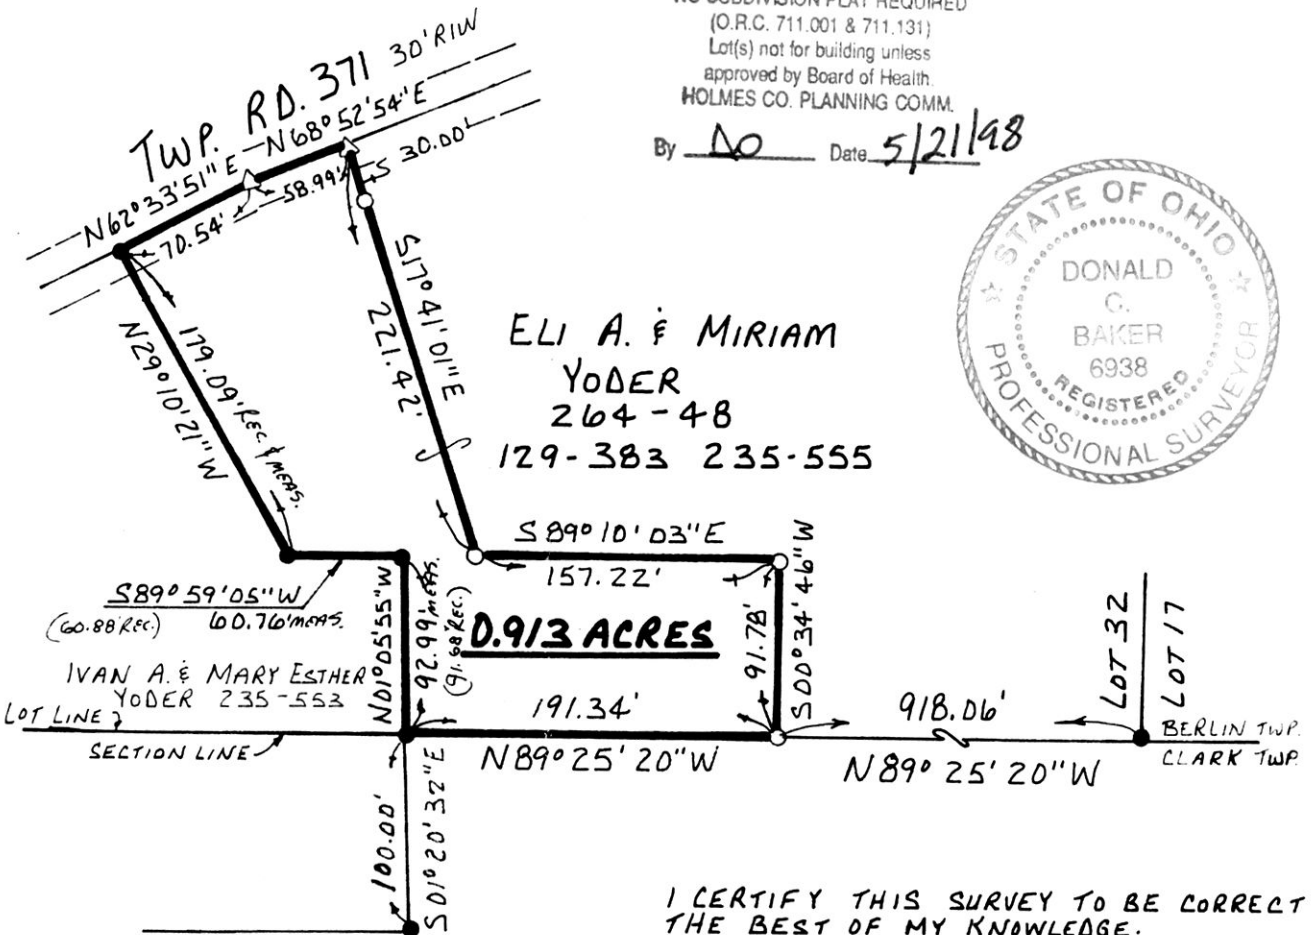 NO SUBDIVISION PLAT REQUIRED
(O.R.C. 711.001 & 711.131)
Lot(s) not for building unless
approved by Board of Health.
HOLMES CO. PLANNING COMM.
By DO Date 5/21/98
TWP. RD. 371 30' R/W
N68°52'54"E
N62°33'51"E
58.99'
70.54'
30.00'
STATE OF OHIO
DONALD
G.
BAKER
6938
REGISTERED
PROFESSIONAL SURVEYOR
S17°41'01"E
221.42'
179.09' REC. & MEAS.
N29°10'21"W
ELI A. & MIRIAM
YODER
264-48
129-383 235-555
S89°10'03"E
157.22'
S89°59'05"W
(60.88' REC.) 60.76' MEAS.
N01°05'55"W
92.99' MEAS.
(91.68 REC.)
0.913 ACRES
91.78'
S00°34'46"W
LOT 32
LOT 17
IVAN A. & MARY ESTHER
YODER 235-553
LOT LINE
SECTION LINE
191.34'
N89°25'20"W
918.06'
N89°25'20"W
BERLIN TWP.
CLARK TWP.
100.00'
S01°20'32"E
I CERTIFY THIS SURVEY TO BE CORRECT
THE BEST OF MY KNOWLEDGE.